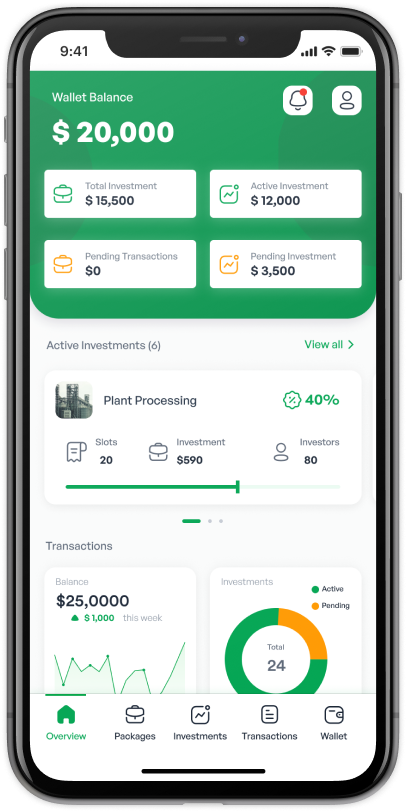 9:41
Wallet Balance
$ 20,000
Total Investment
$ 15,500
Active Investment
$ 12,000
Pending Transactions
$0
Pending Investment
$ 3,500
Active Investments (6)
View all
Plant Processing
40%
Slots
20
Investment
$590
Investors
80
Transactions
Balance
$25,0000
$ 1,000 this week
Investments
Active
Pending
Total
24
Overview
Packages
Investments
Transactions
Wallet